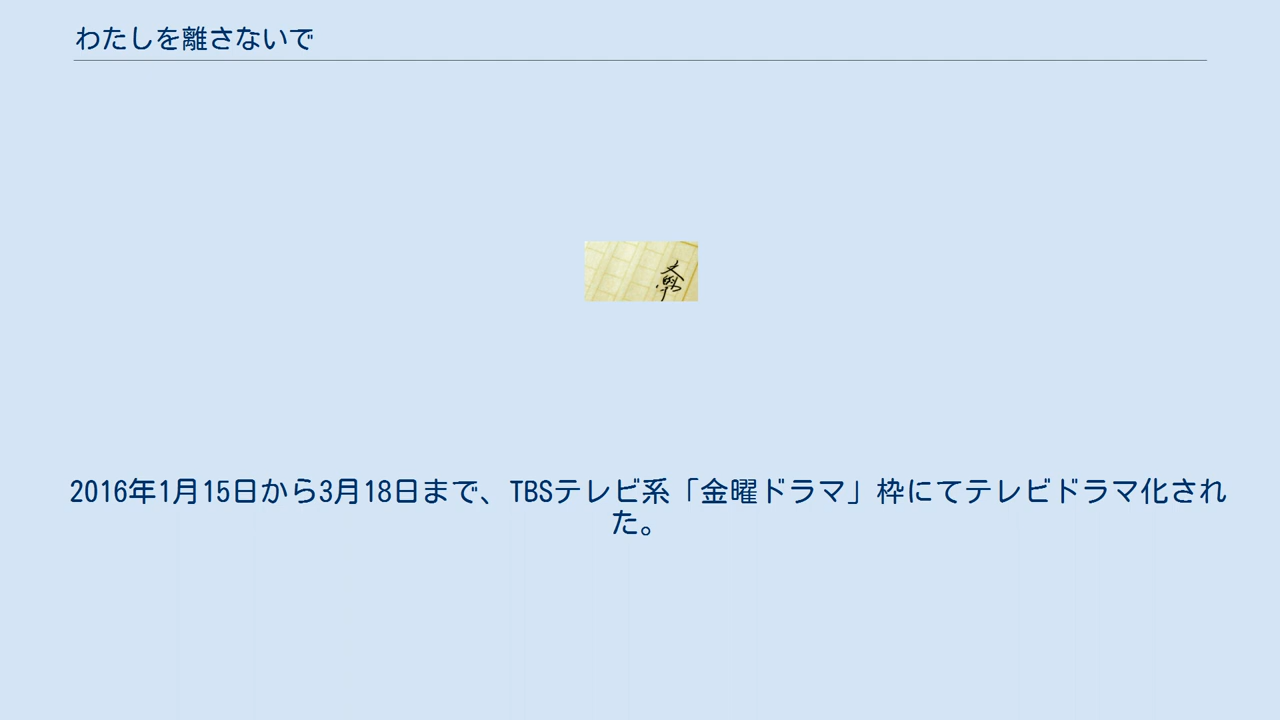 わたしを離さないで
2016年1月15日から3月18日まで、TBSテレビ系「金曜ドラマ」枠にてテレビドラマ化され
た。